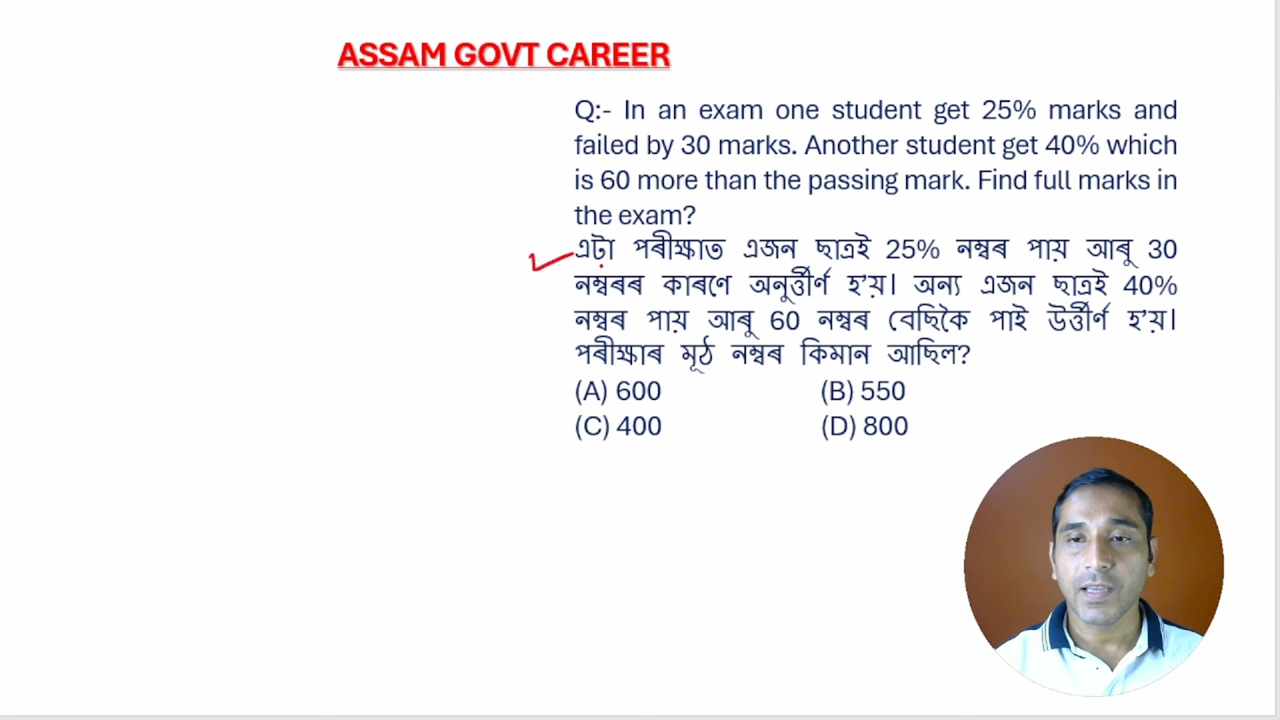 ASSAM GOVT CAREER
Q:- In an exam one student get 25% marks and
failed by 30 marks. Another student get 40% which
is 60 more than the passing mark. Find full marks in
the exam?
এটা পৰীক্ষাত এজন ছাত্ৰই 25% নম্বৰ পায় আৰু 30
নম্বৰৰ কাৰণে অনুৰ্ত্তীৰ্ণ হ’য়। অন্য এজন ছাত্ৰই 40%
নম্বৰ পায় আৰু 60 নম্বৰ বেছিকৈ পাই উৰ্ত্তীৰ্ণ হ’য়।
পৰীক্ষাৰ মূঠ নম্বৰ কিমান আছিল?
(A) 600 (B) 550
(C) 400 (D) 800